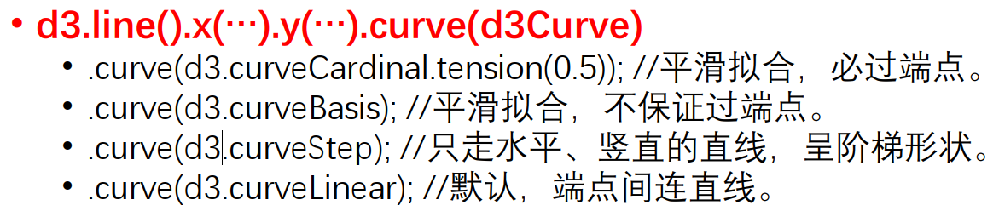 • d3.line().x(⋯).y(⋯).curve(d3Curve)
• .curve(d3.curveCardinal.tension(0.5)); //平滑拟合，必过端点。
• .curve(d3.curveBasis); //平滑拟合，不保证过端点。
• .curve(d3.curveStep); //只走水平、竖直的直线，呈阶梯形状。
• .curve(d3.curveLinear); //默认，端点间连直线。